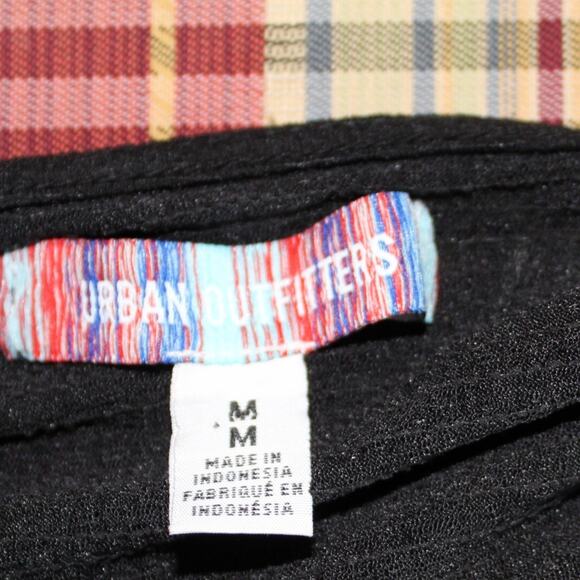 URBAN OUTFITTERS
M
M
MADE IN
INDONESIA
FABRIQUÉ EN
INDONÉSIA